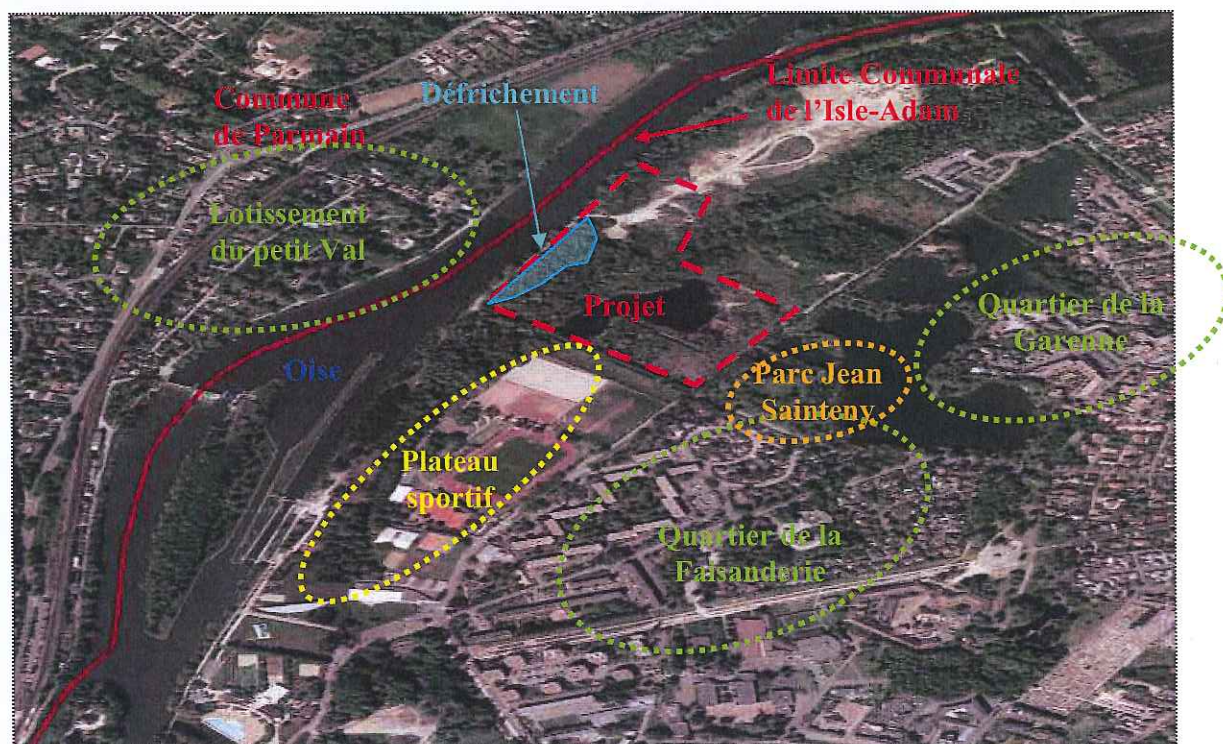 Commune
de Parmain
Défrichement
Limite Communale
de l'Isle-Adam
Lotissement
du petit Val
Projet
Quartier de la
Garenne
Oise
Parc Jean
Sainteny
Plateau
sportif
Quartier de la
Faisanderie